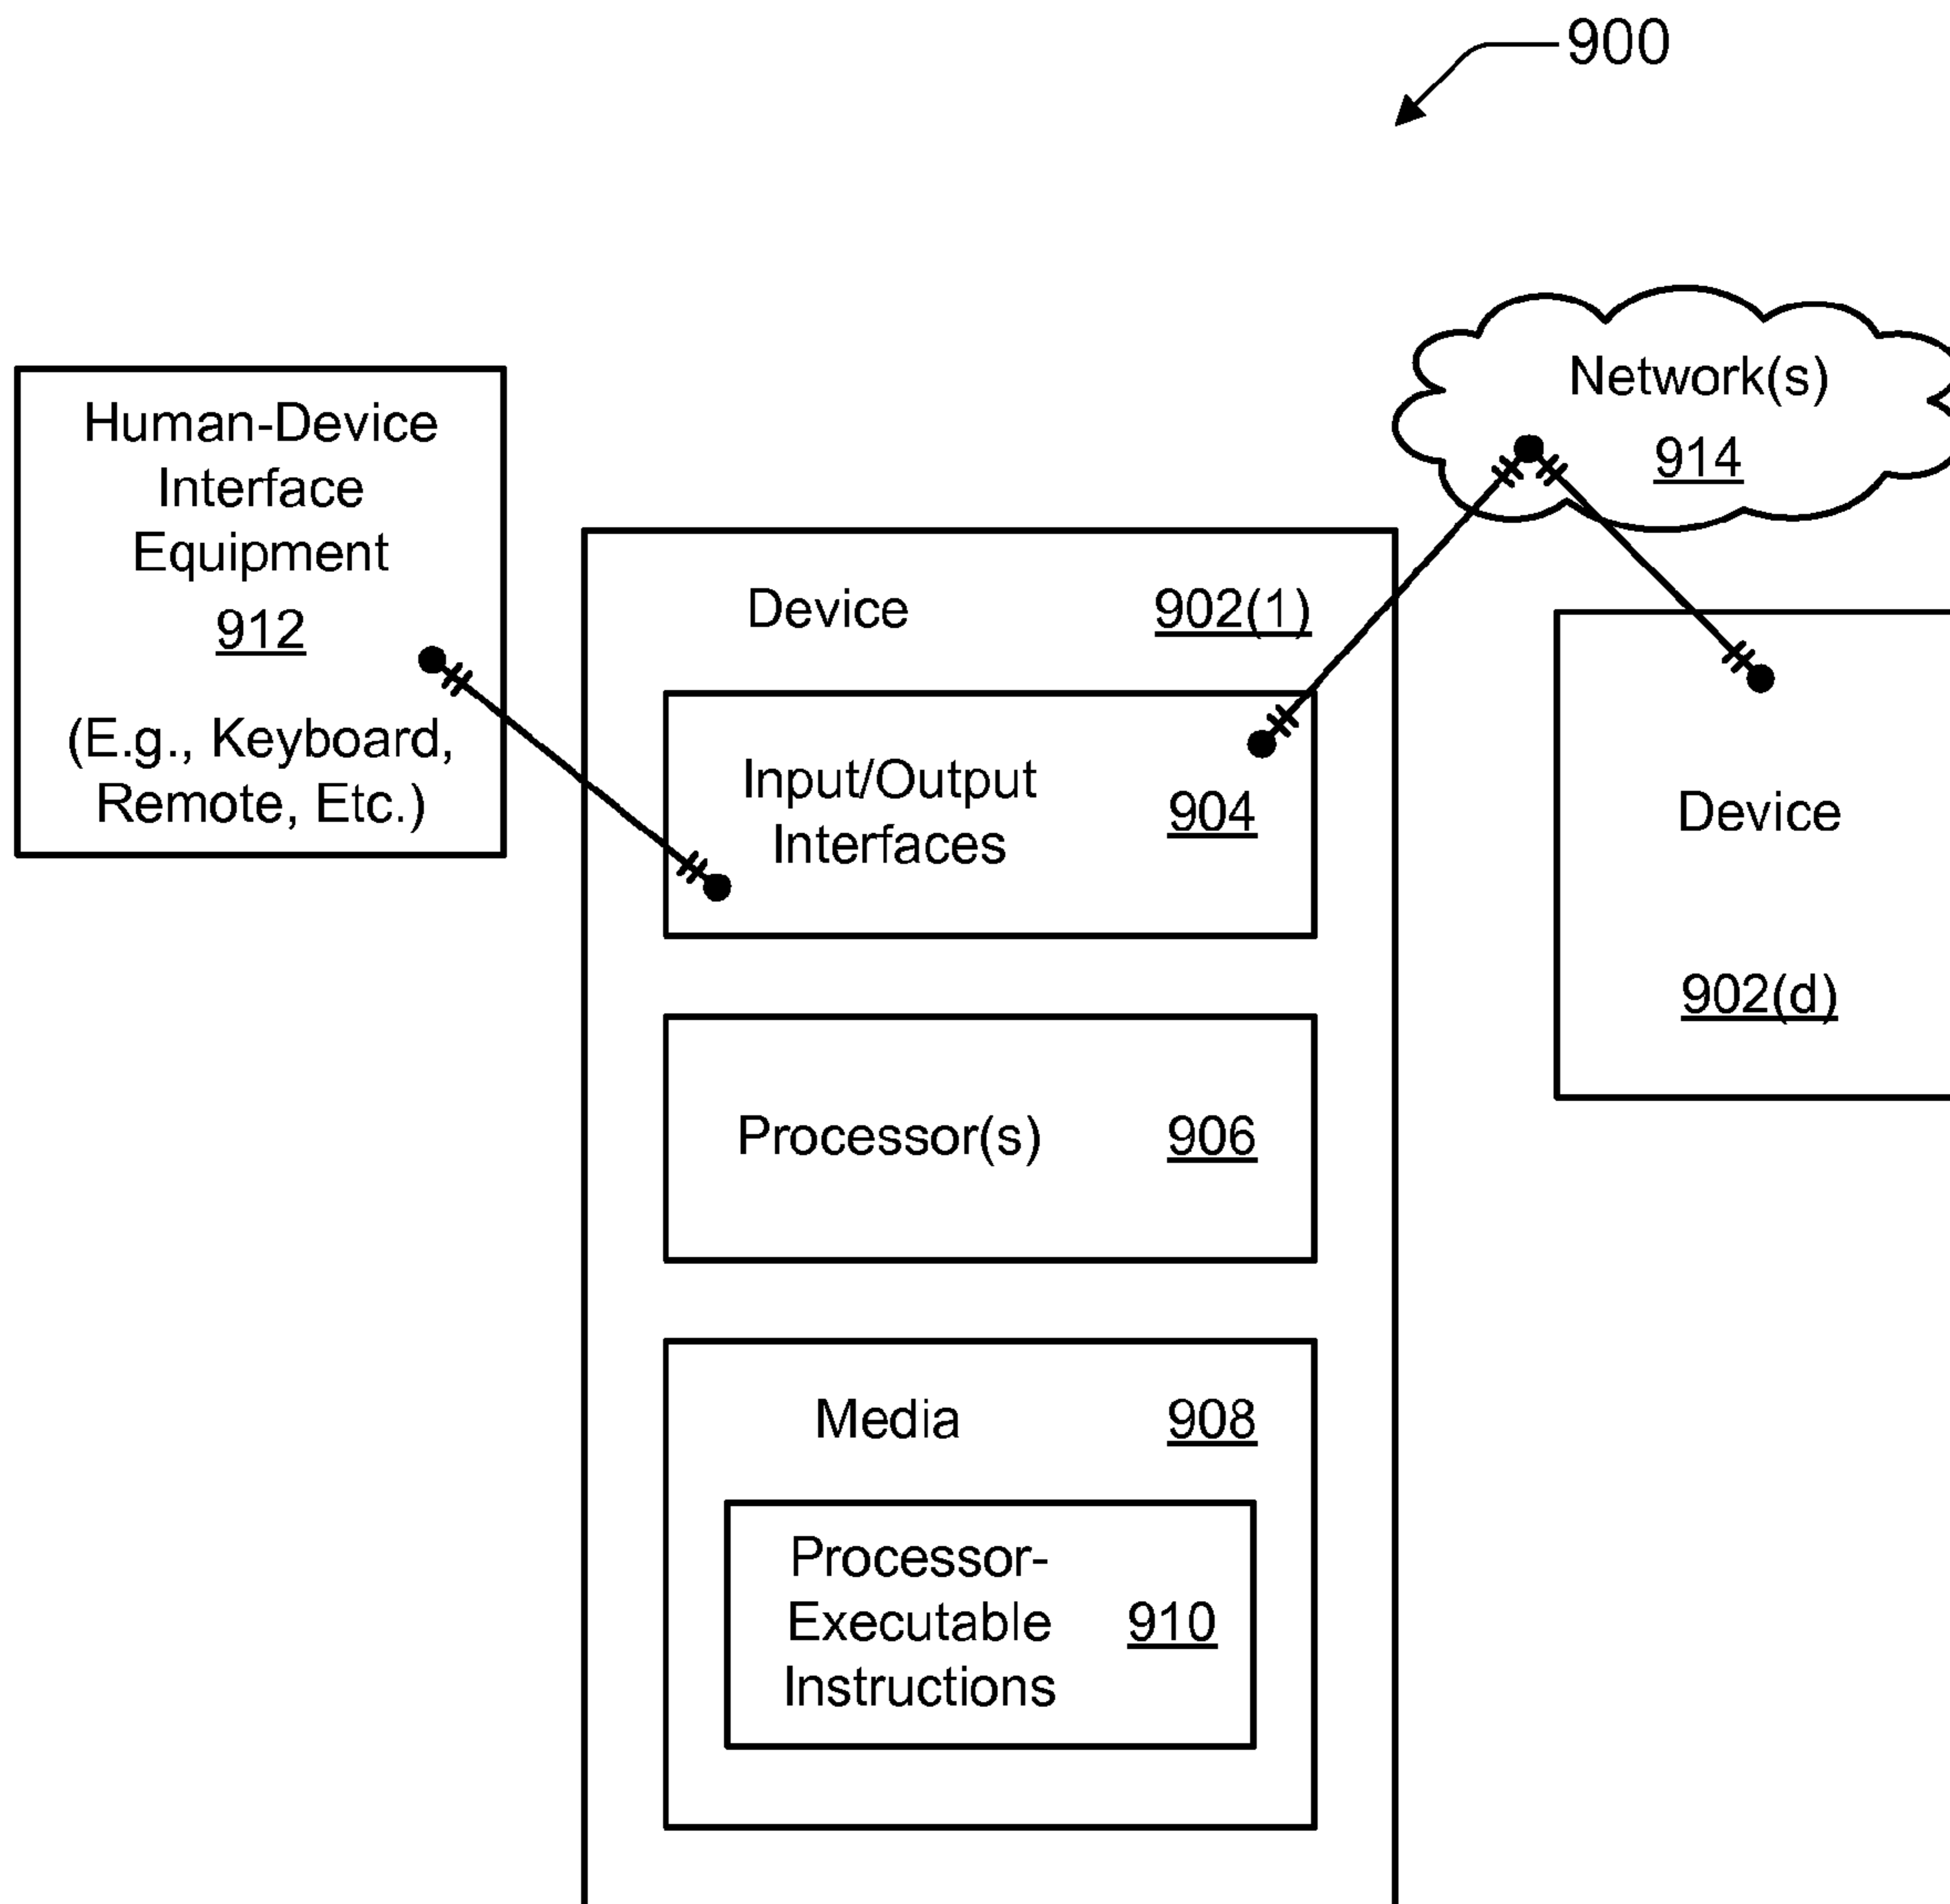 900
Human-Device
Interface
Equipment
912
(E.g., Keyboard,
Remote, Etc.)
Network(s)
914
Device 902(1)
Input/Output
Interfaces
904
Device
902(d)
Processor(s) 906
Media 908
Processor-
Executable
Instructions
910